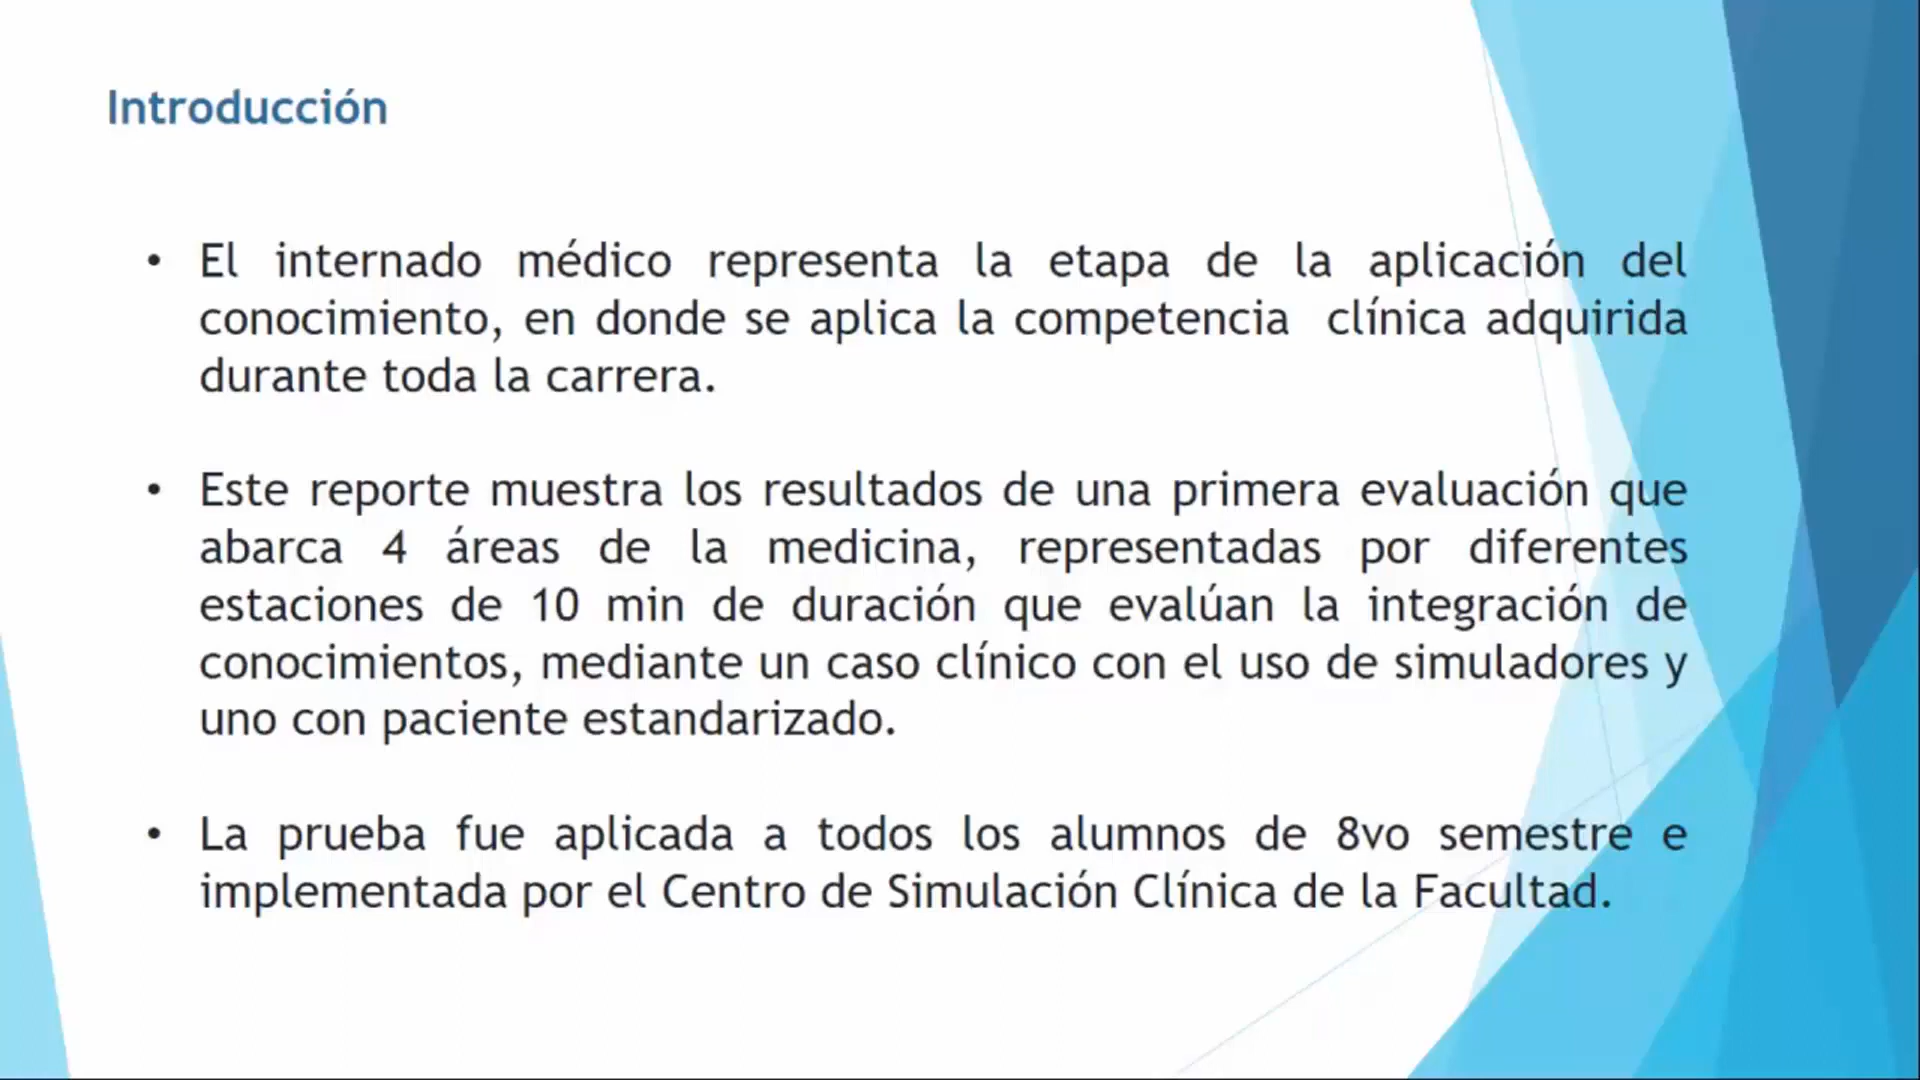 Introducción
• El internado médico representa la etapa de la aplicación del
conocimiento, en donde se aplica la competencia clínica adquirida
durante toda la carrera.
• Este reporte muestra los resultados de una primera evaluación que
abarca 4 áreas de la medicina, representadas por diferentes
estaciones de 10 min de duración que evalúan la integración de
conocimientos, mediante un caso clínico con el uso de simuladores y
uno con paciente estandarizado.
• La prueba fue aplicada a todos los alumnos de 8vo semestre e
implementada por el Centro de Simulación Clínica de la Facultad.